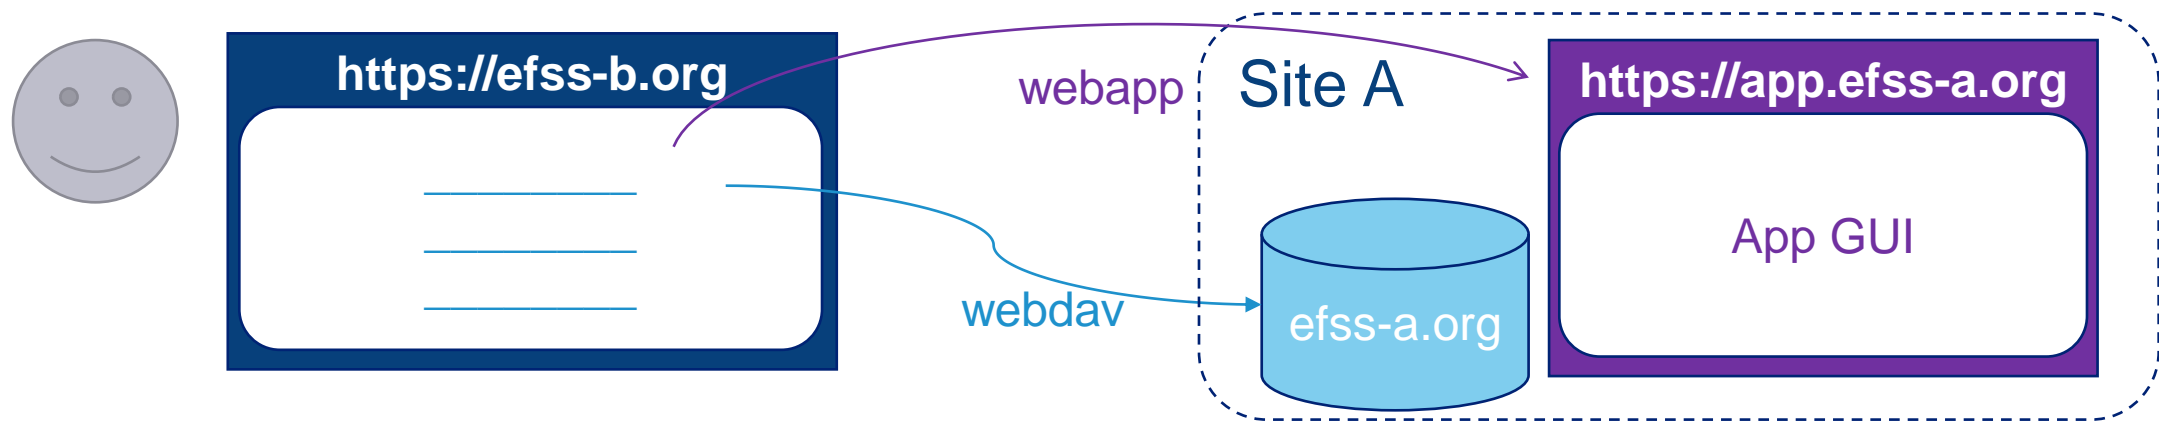 https://efss-b.org
webapp
Site A
https://app.efss-a.org
App GUI
webdav
efss-a.org